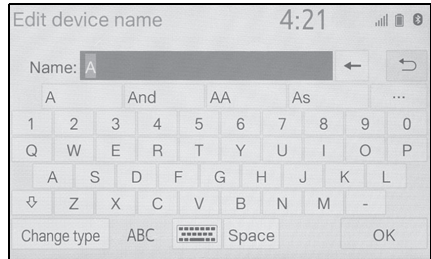 Edit device name 4:21
Name: A
A And AA As ...
1 2 3 4 5 6 7 8 9 0
Q W E R T Y U I O P
A S D F G H J K L
Z X C V B N M -
Change type ABC Space OK